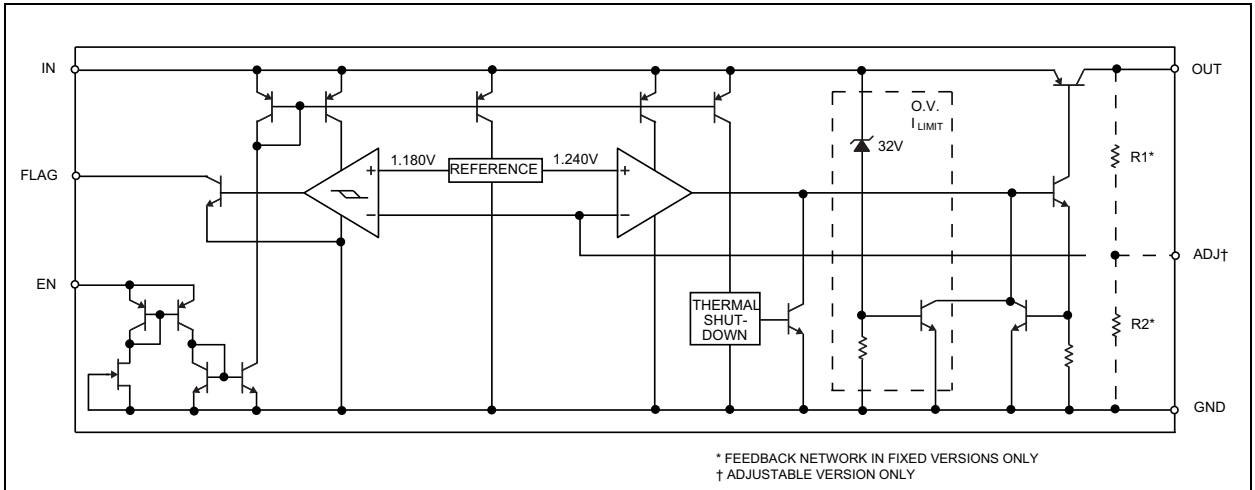 IN
OUT
O.V.
I LIMIT
32V
R1*
FLAG
1.180V
REFERENCE
1.240V
+
−
+
−
ADJ†
EN
THERMAL
SHUT-
DOWN
R2*
GND
* FEEDBACK NETWORK IN FIXED VERSIONS ONLY
† ADJUSTABLE VERSION ONLY